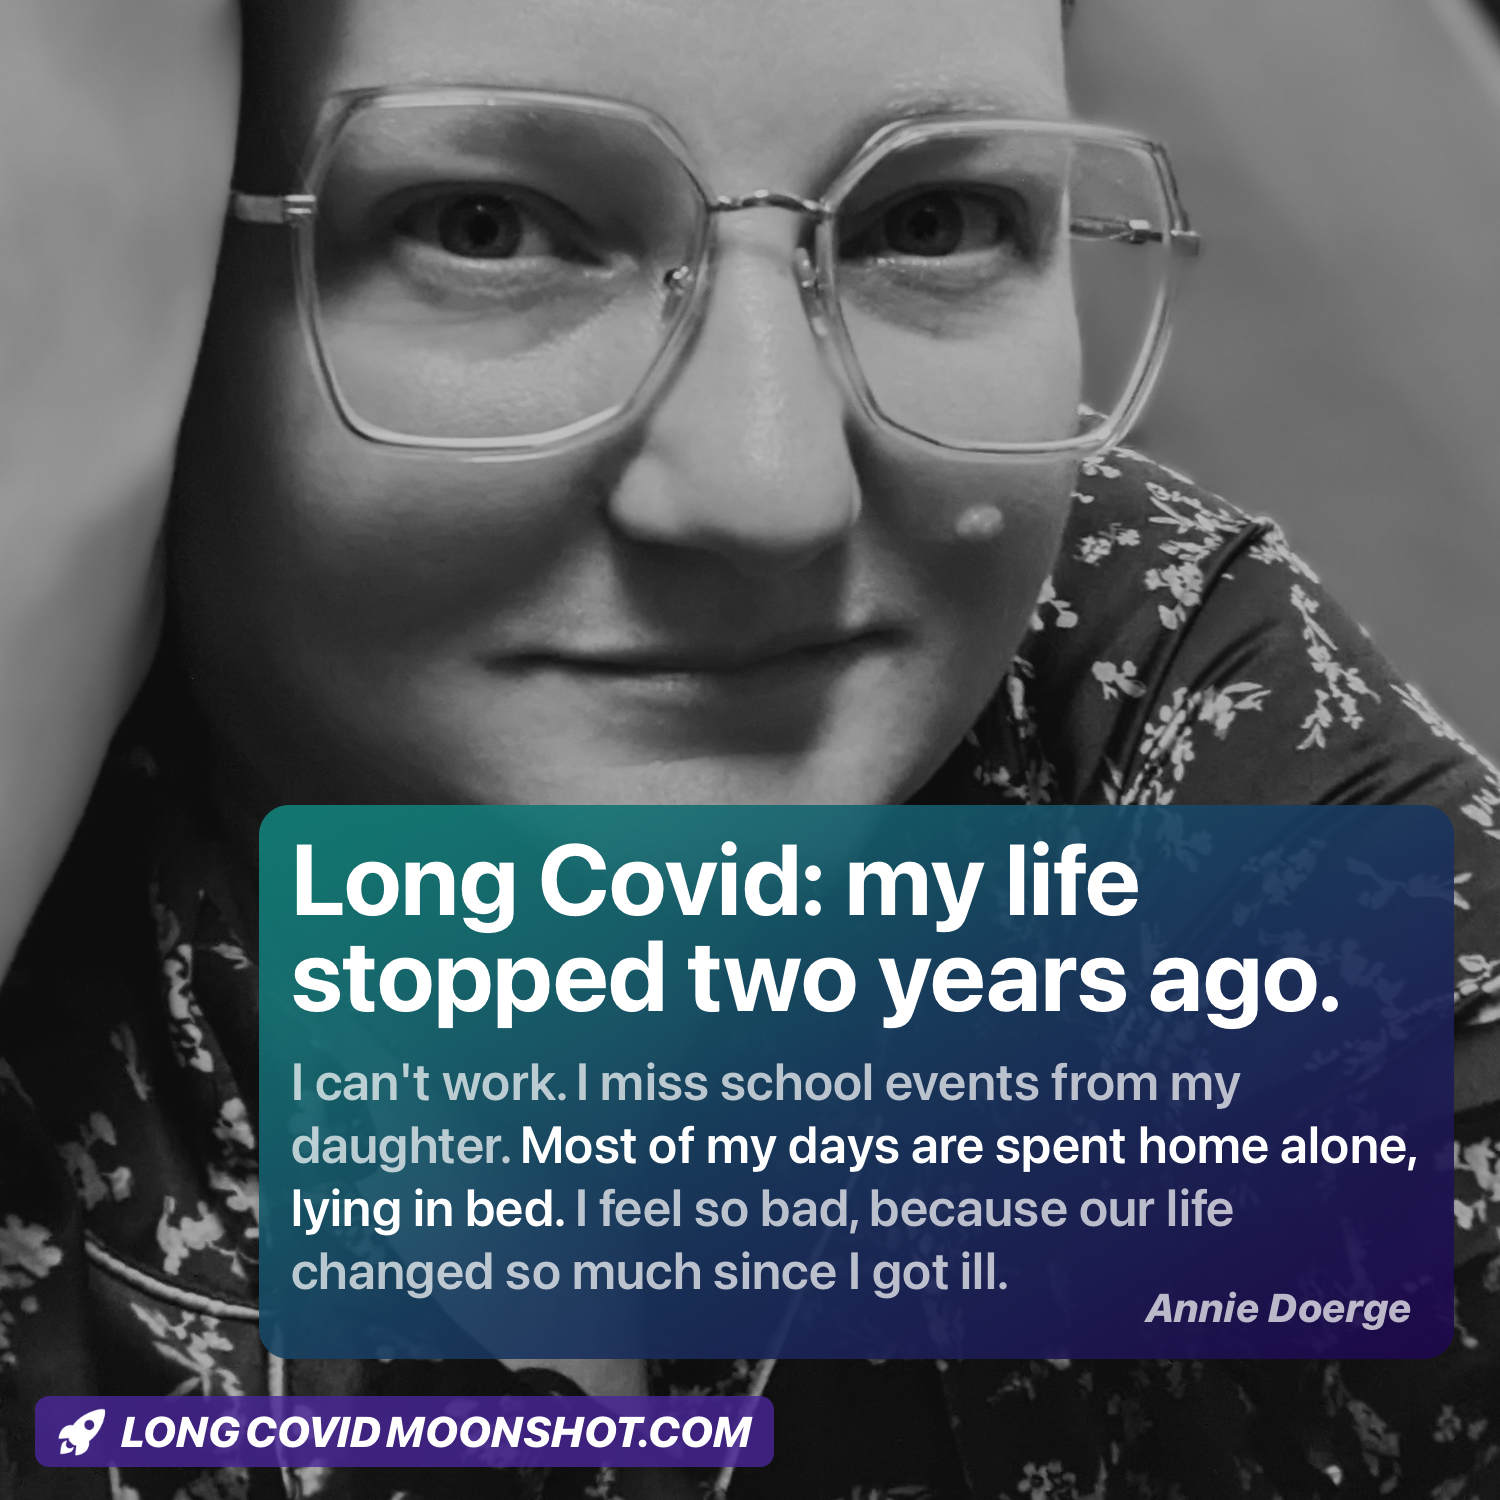 Long Covid: my life
stopped two years ago.
I can't work. I miss school events from my
daughter. Most of my days are spent home alone,
lying in bed. I feel so bad, because our life
changed so much since I got ill.
Annie Doerge
LONG COVID MOONSHOT.COM